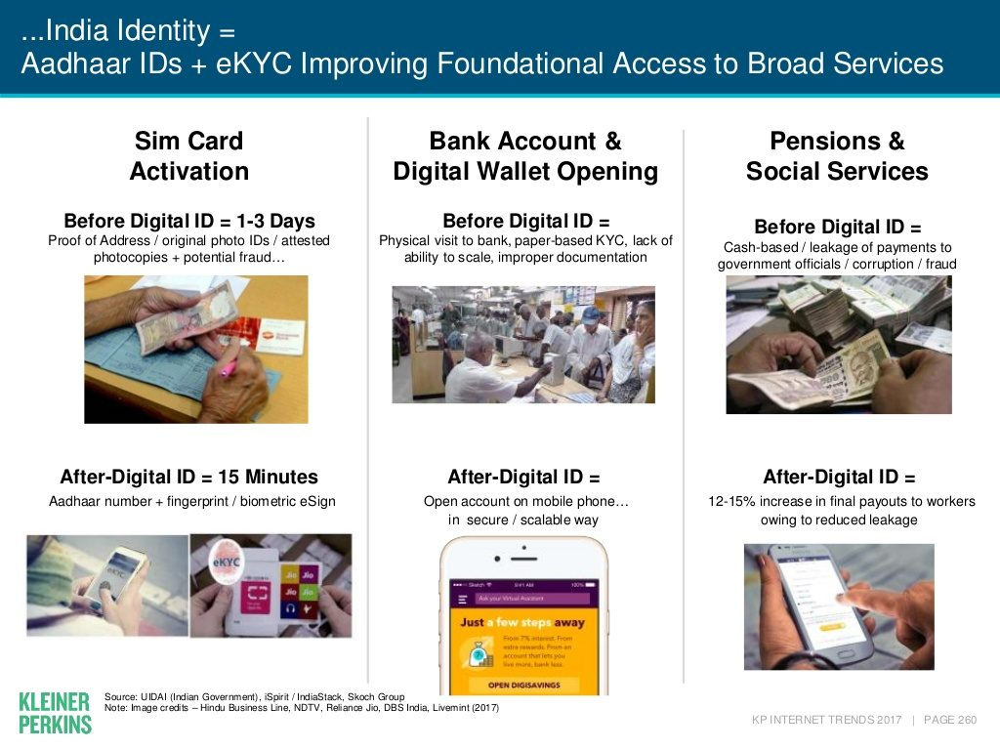 ...India Identity =
Aadhaar IDs + eKYC Improving Foundational Access to Broad Services
Sim Card
Activation
Before Digital ID = 1-3 Days
Proof of Address / original photo IDs / attested
photocopies + potential fraud…
After-Digital ID = 15 Minutes
Aadhaar number + fingerprint / biometric eSign
eKYC
eKYC
Jio
Jio
Jio
Jio
Bank Account &
Digital Wallet Opening
Before Digital ID =
Physical visit to bank, paper-based KYC, lack of
ability to scale, improper documentation
After-Digital ID =
Open account on mobile phone…
in secure / scalable way
Sketch
9:41 AM
100%
Ask your Virtual Assistant
Just a few steps away
From 7% interest. From
extra rewards. From an
account that lets you
live more, bank less.
OPEN DIGISAVINGS
Pensions &
Social Services
Before Digital ID =
Cash-based / leakage of payments to
government officials / corruption / fraud
After-Digital ID =
12-15% increase in final payouts to workers
owing to reduced leakage
KLEINER
PERKINS
Source: UIDAI (Indian Government), iSpirit / IndiaStack, Skoch Group
Note: Image credits – Hindu Business Line, NDTV, Reliance Jio, DBS India, Livemint (2017)
KP INTERNET TRENDS 2017 | PAGE 260